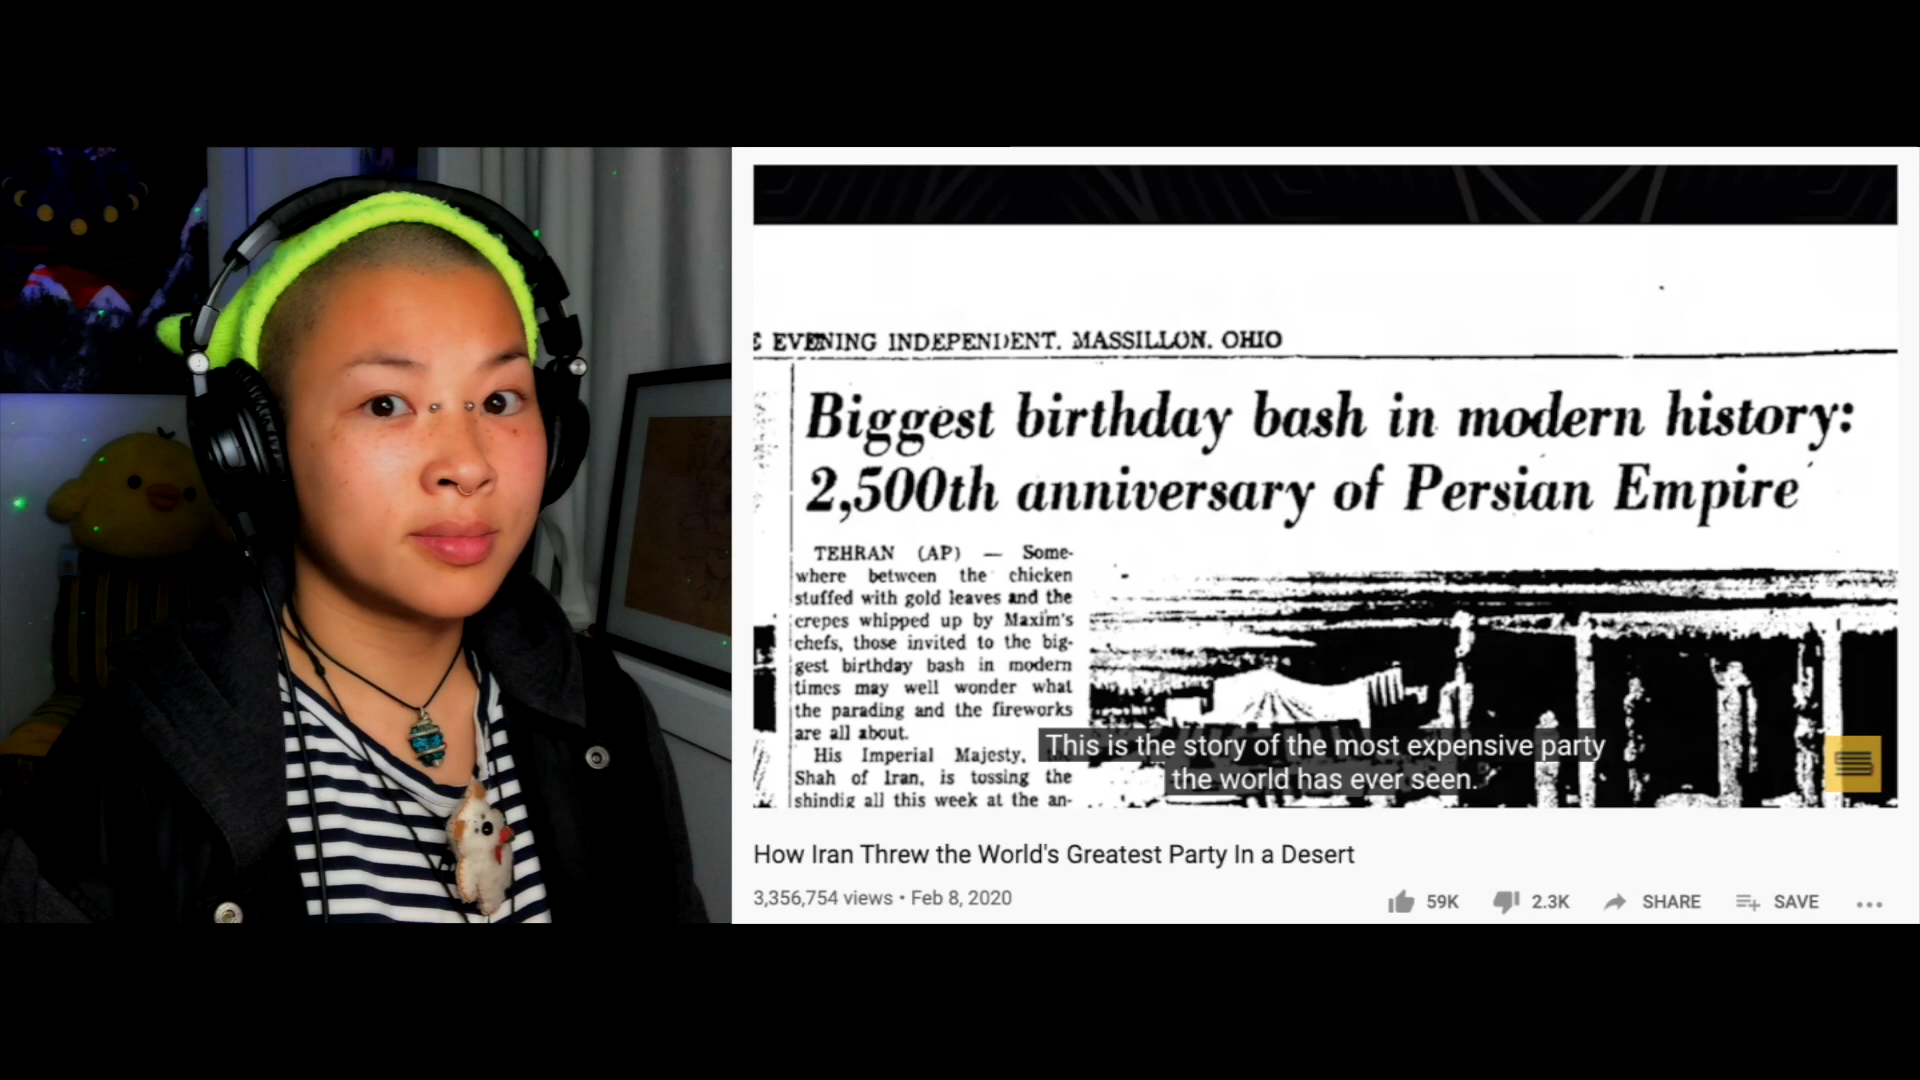 EVENING INDEPENDENT, MASSILLON, OHIO
Biggest birthday bash in modern history:
2,500th anniversary of Persian Empire
TEHRAN (AP) — Some-
where between the chicken
stuffed with gold leaves and the
crepes whipped up by Maxim's
chefs, those invited to the big-
gest birthday bash in modern
times may well wonder what
the parading and the fireworks
are all about.
His Imperial Majesty,
Shah of Iran, is tossing the
shindig all this week at the an-
This is the story of the most expensive party
the world has ever seen.
How Iran Threw the World's Greatest Party In a Desert
3,356,754 views • Feb 8, 2020
59K
2.3K
SHARE
SAVE